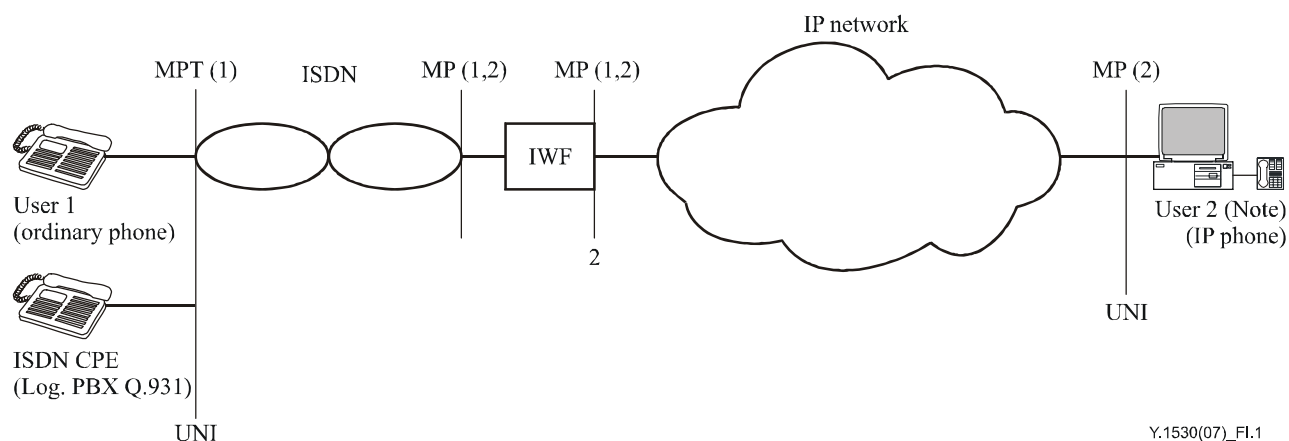 IP network
MPT (1)
ISDN
MP (1,2)
MP (1,2)
MP (2)
IWF
User 1
(ordinary phone)
User 2 (Note)
(IP phone)
2
ISDN CPE
(Log. PBX Q.931)
UNI
UNI
Y.1530(07)_FI.1